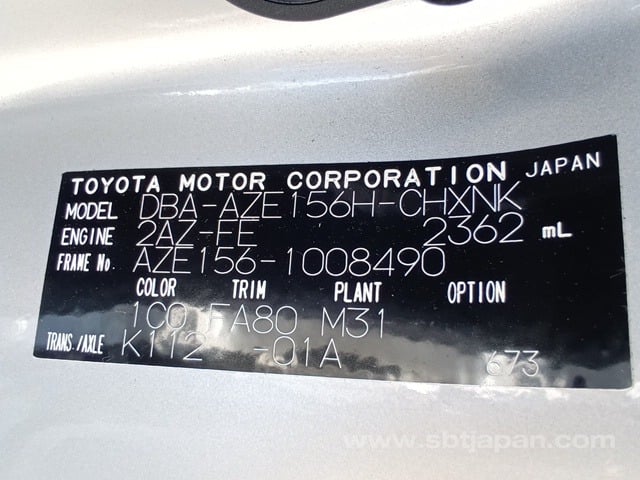 TOYOTA MOTOR CORPORATION JAPAN
MODEL DBA-AZE156H-CHXNK
ENGINE 2AZ-FE 2362 mL
FRAME No. AZE156-1008490
COLOR TRIM PLANT OPTION
1C0 FA80 M31
TRANS./AXLE K112 -01A 673
www.sbtjapan.com